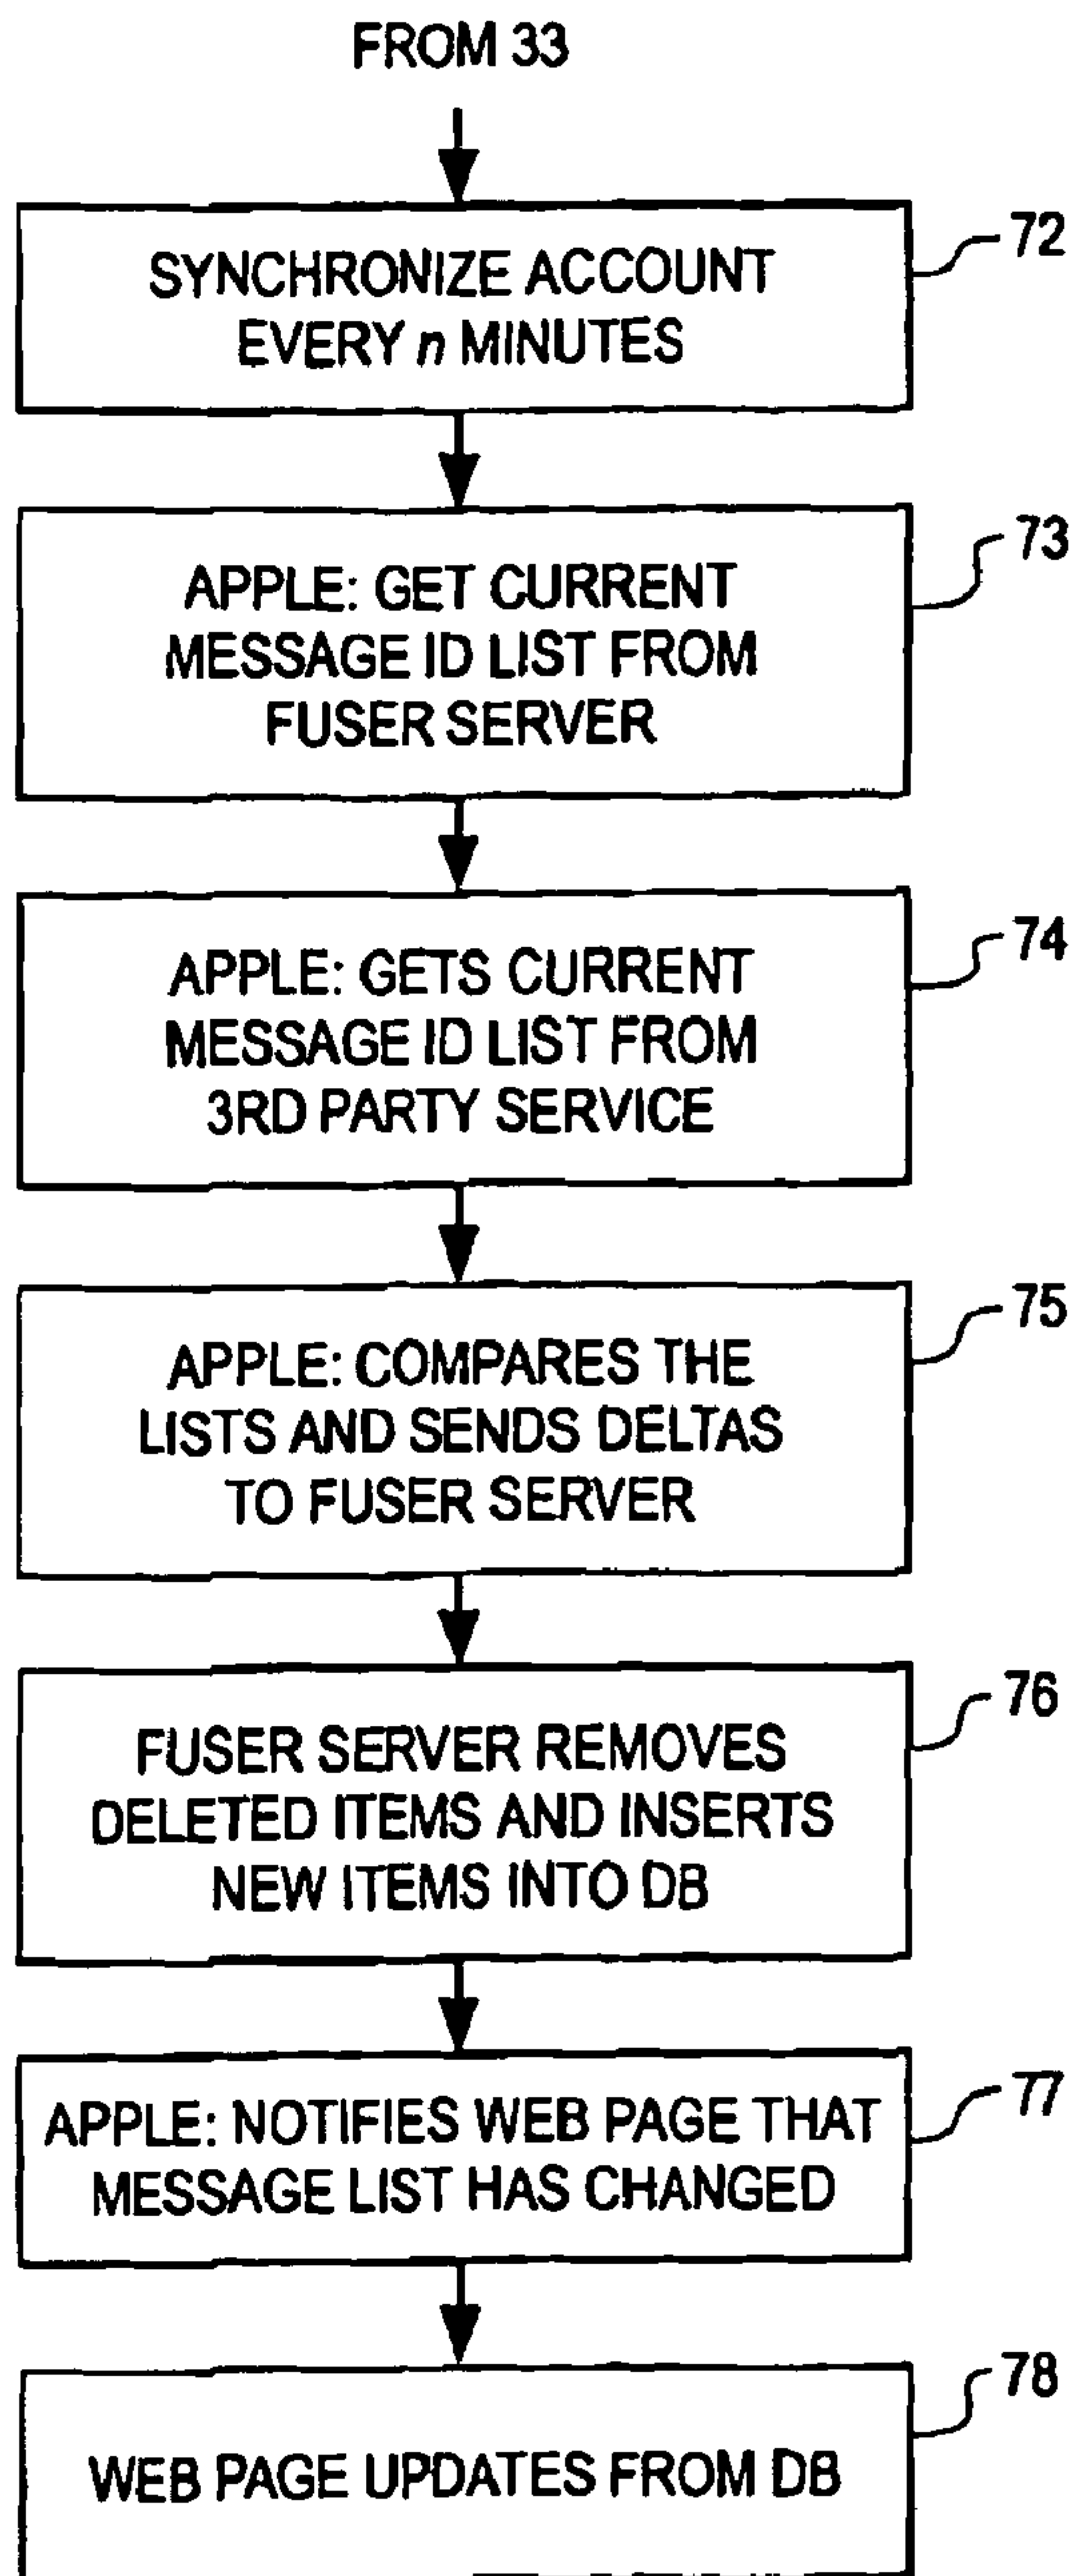 FROM 33
SYNCHRONIZE ACCOUNT
EVERY n MINUTES
72
APPLE: GET CURRENT
MESSAGE ID LIST FROM
FUSER SERVER
73
APPLE: GETS CURRENT
MESSAGE ID LIST FROM
3RD PARTY SERVICE
74
APPLE: COMPARES THE
LISTS AND SENDS DELTAS
TO FUSER SERVER
75
FUSER SERVER REMOVES
DELETED ITEMS AND INSERTS
NEW ITEMS INTO DB
76
APPLE: NOTIFIES WEB PAGE THAT
MESSAGE LIST HAS CHANGED
77
WEB PAGE UPDATES FROM DB
78